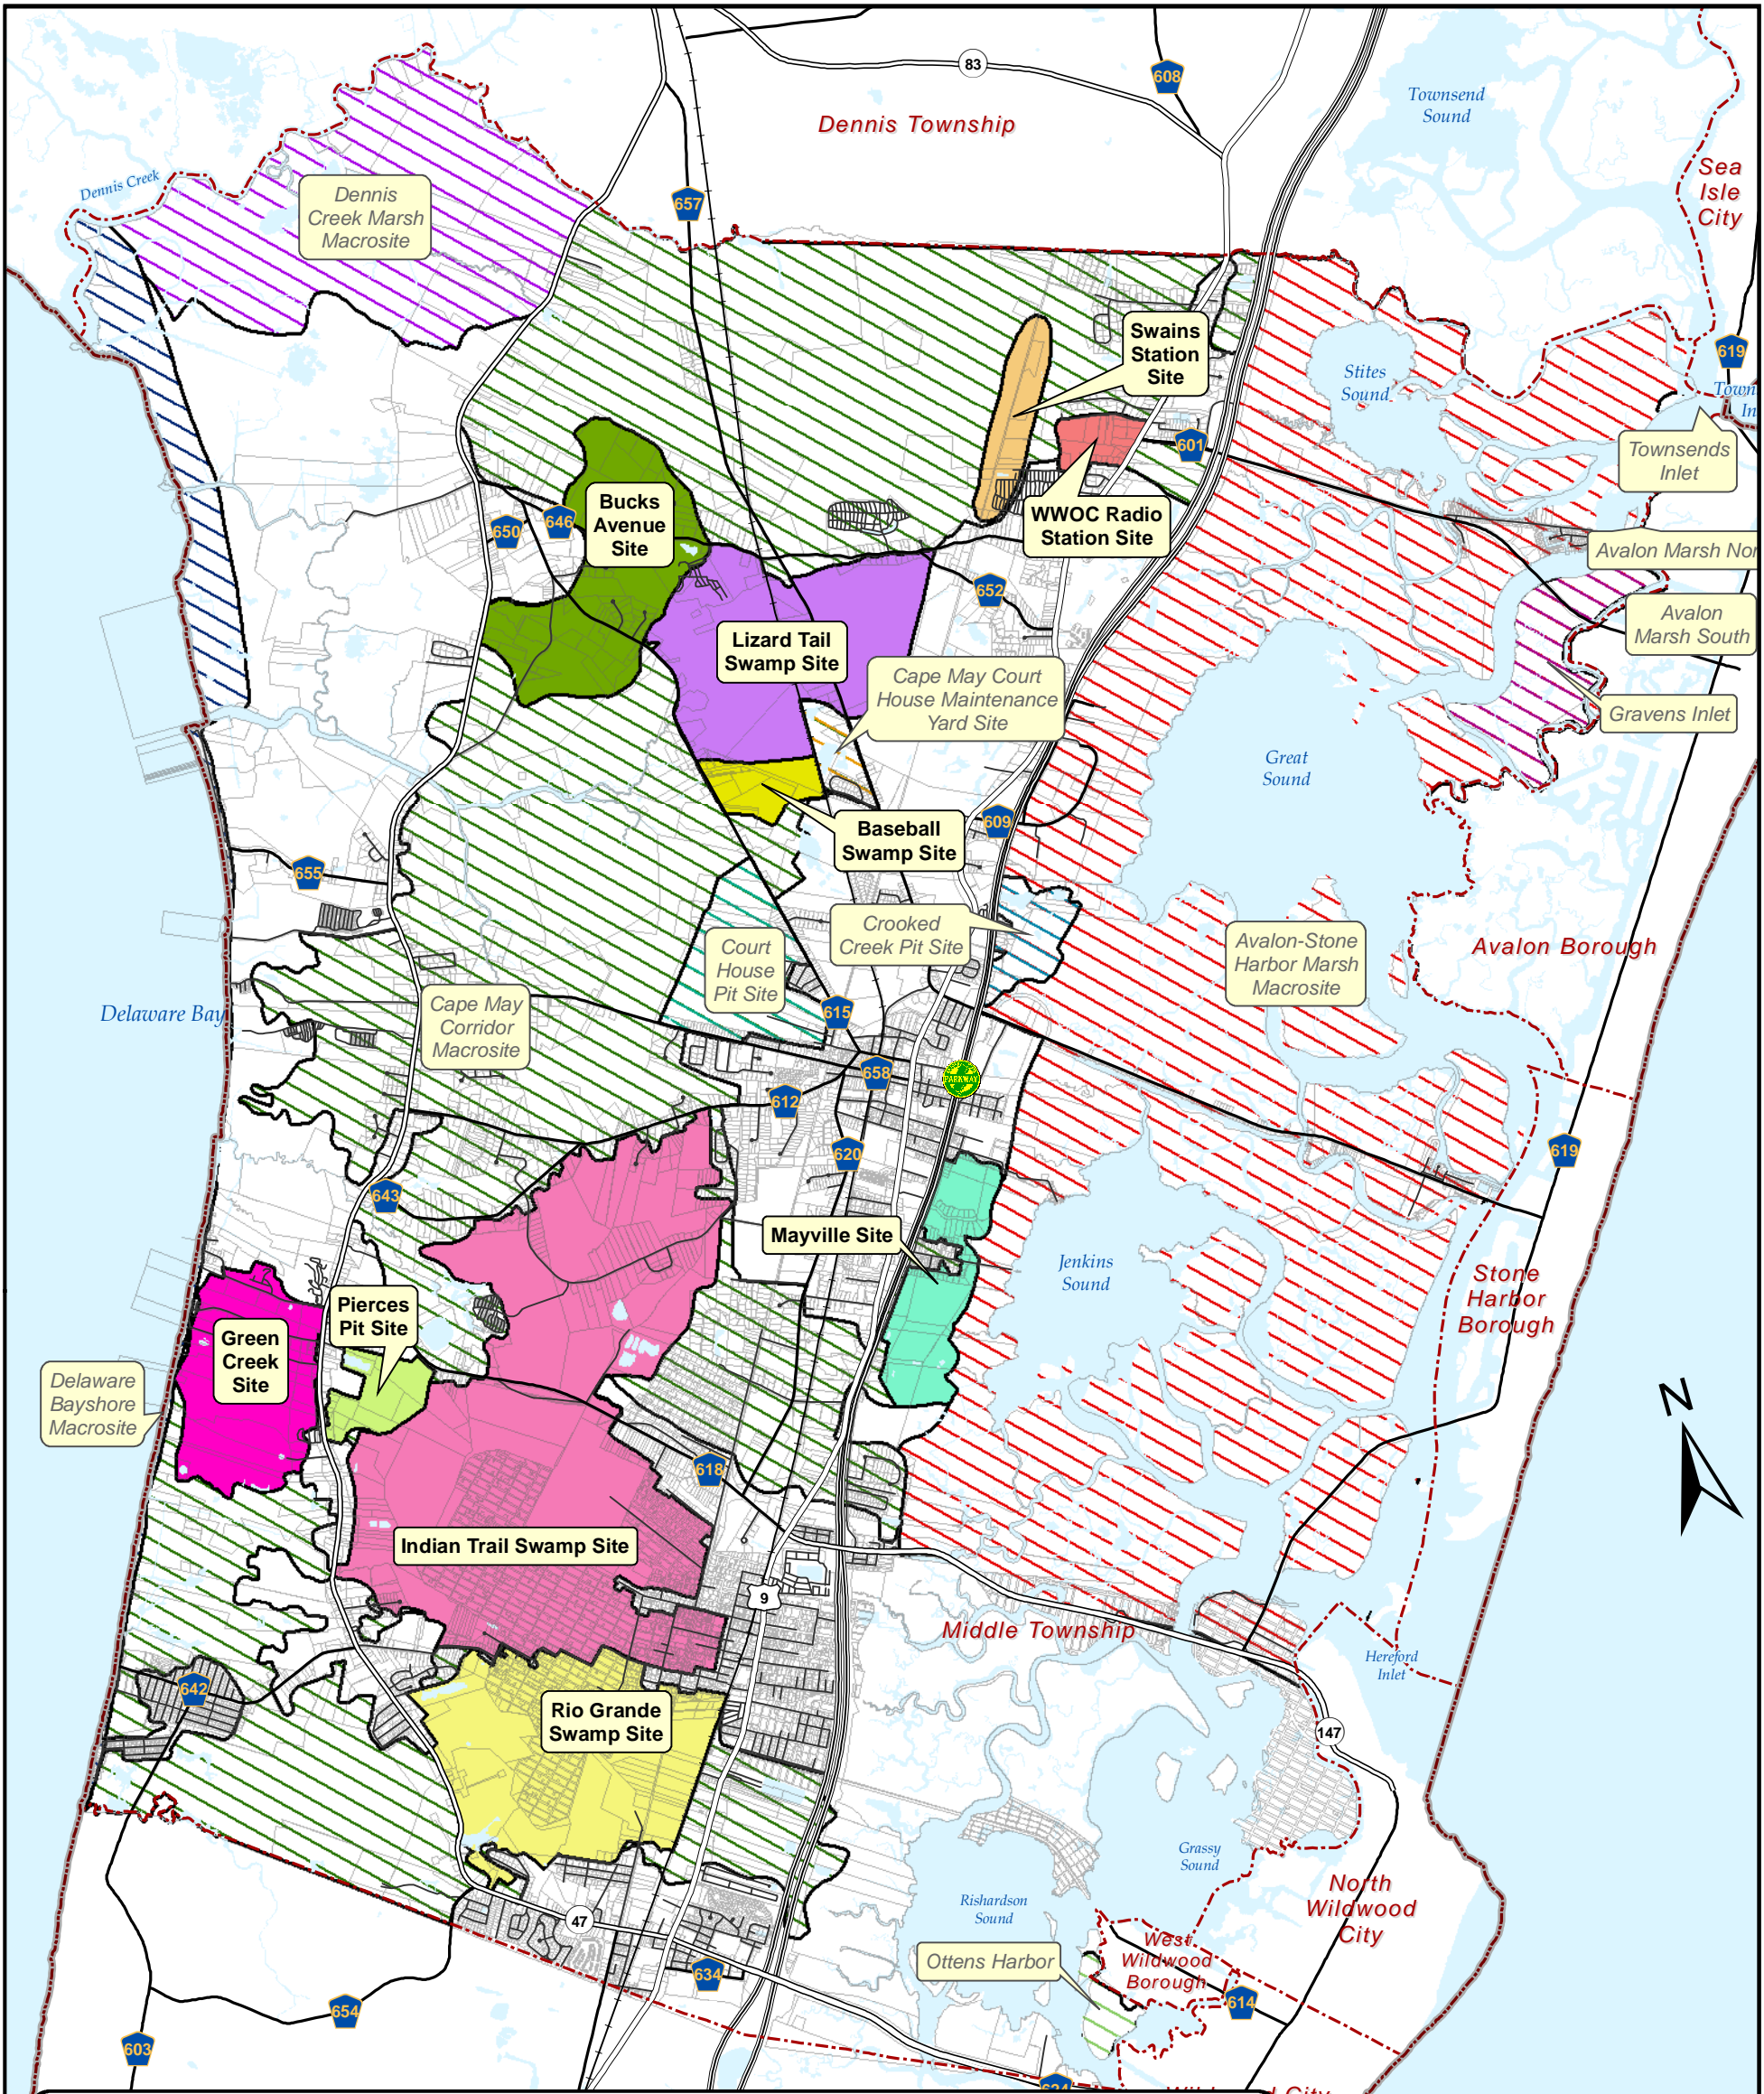 83
608
Townsend
Sound
Dennis Township
Sea
Isle
City
Dennis Creek
Dennis
Creek Marsh
Macrosite
657
Swains
Station
Site
Stites
Sound
619
Town
In
601
Townsends
Inlet
Bucks
Avenue
Site
646
650
WWOC Radio
Station Site
Avalon Marsh Nor
652
Avalon
Marsh South
Lizard Tail
Swamp Site
Cape May Court
House Maintenance
Yard Site
Gravens Inlet
Great
Sound
609
Baseball
Swamp Site
655
Crooked
Creek Pit Site
Court
House
Pit Site
Avalon-Stone
Harbor Marsh
Macrosite
Avalon Borough
Delaware Bay
Cape May
Corridor
Macrosite
615
658
PARKWAY
612
620
619
643
Mayville Site
Jenkins
Sound
Stone
Harbor
Borough
Pierces
Pit Site
Green
Creek
Site
Delaware
Bayshore
Macrosite
N
618
Indian Trail Swamp Site
9
Middle Township
Hereford
Inlet
642
Rio Grande
Swamp Site
147
Grassy
Sound
North
Wildwood
City
Rishardson
Sound
47
West
Wildwood
Borough
Ottens Harbor
634
614
654
603